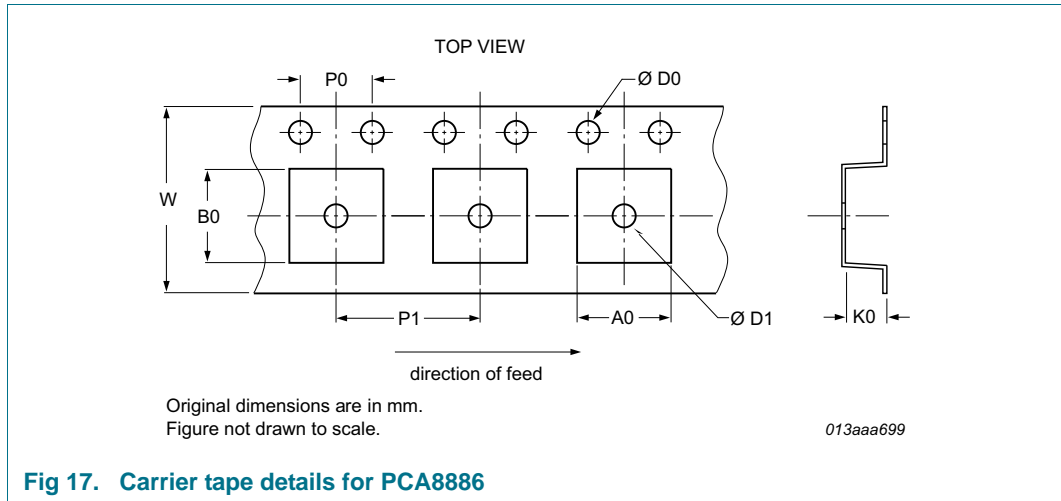 TOP VIEW
P0
Ø D0
W
B0
P1
A0
Ø D1
K0
direction of feed
Original dimensions are in mm.
Figure not drawn to scale.
013aaa699
Fig 17. Carrier tape details for PCA8886